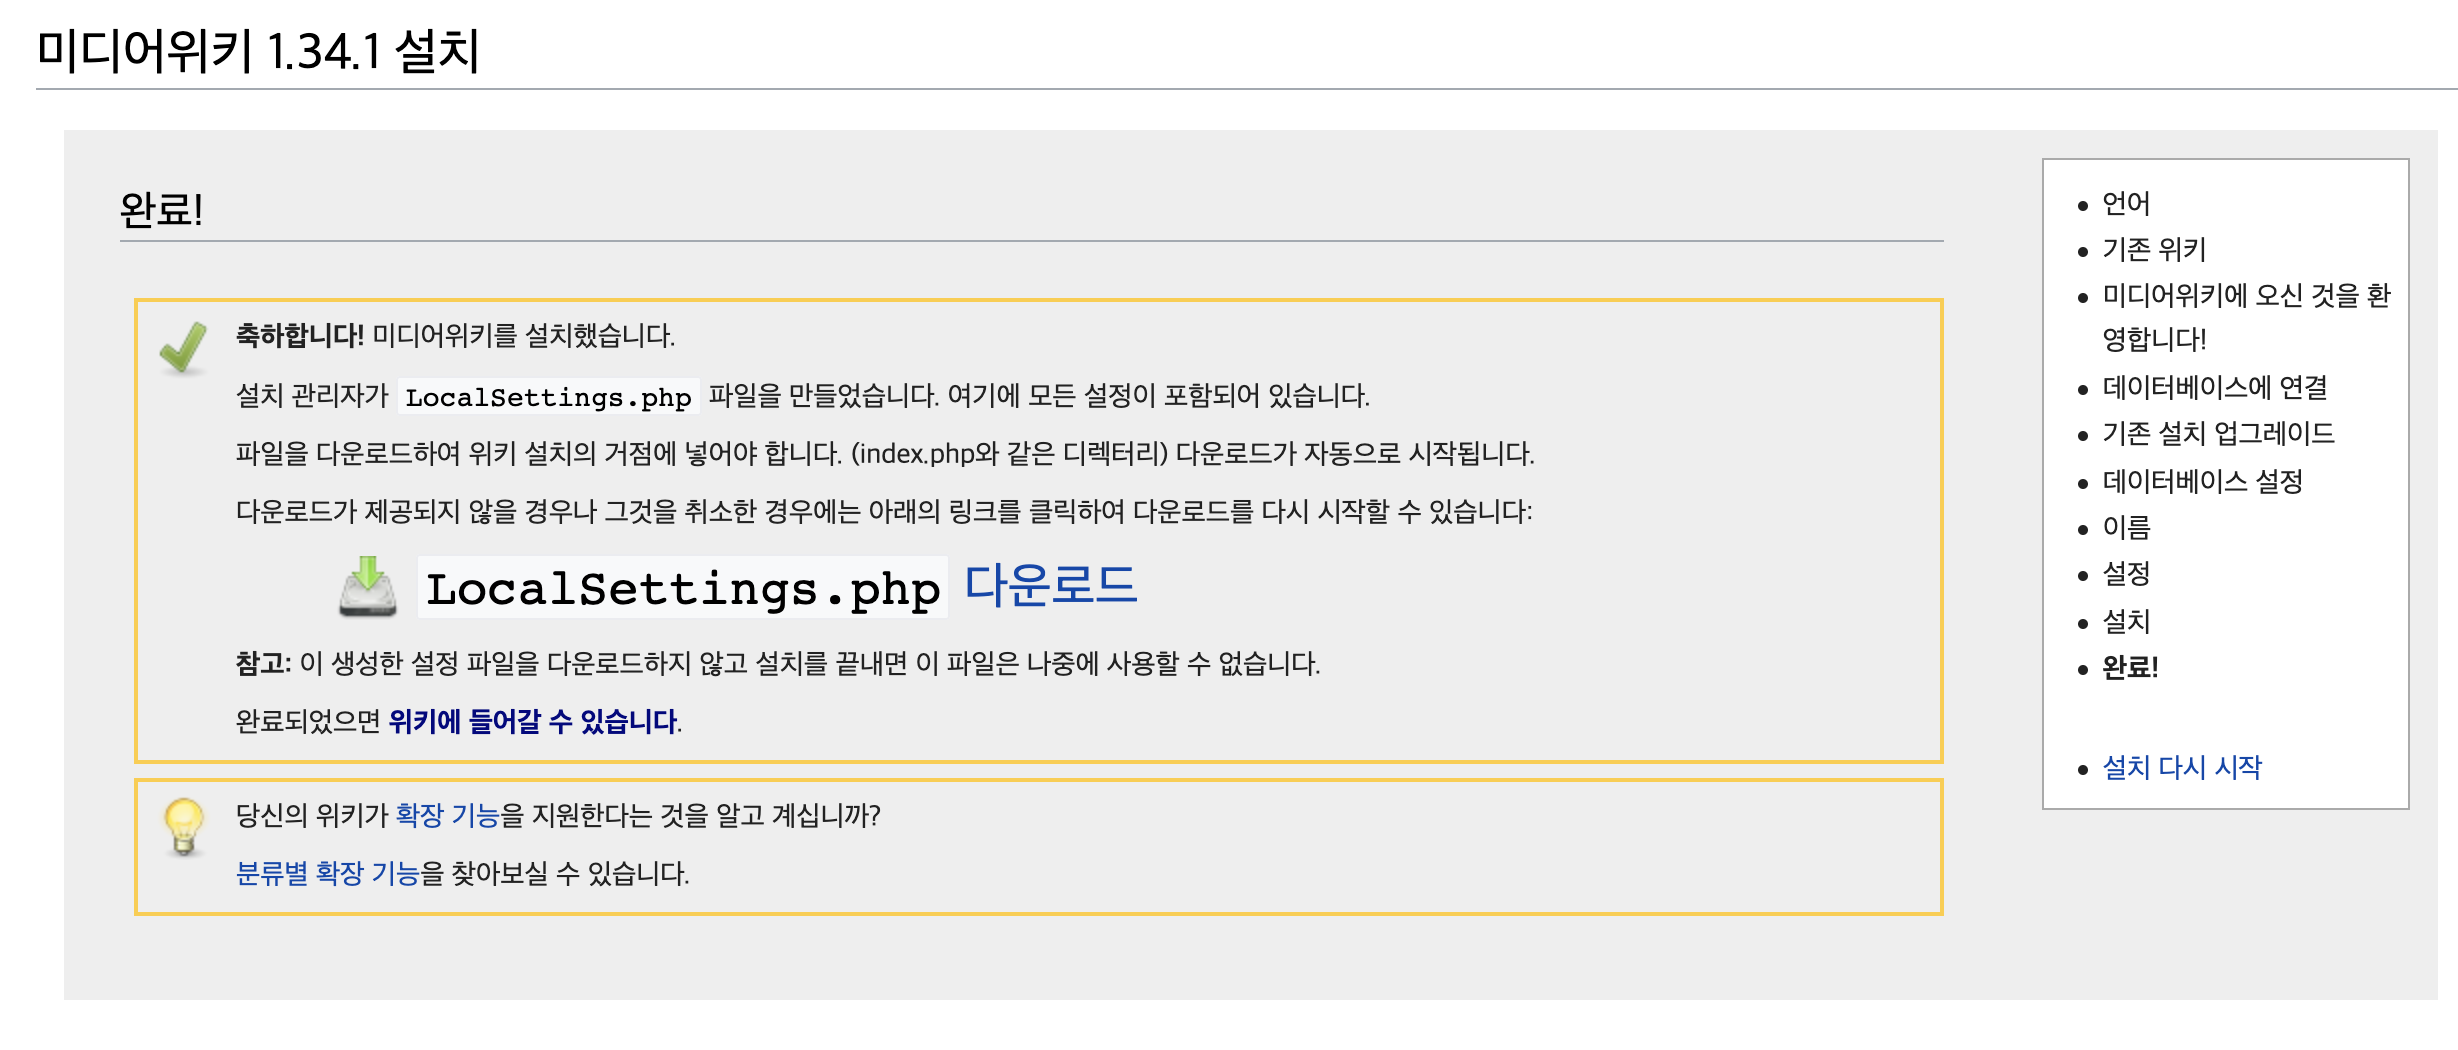 미디어위키 1.34.1 설치
완료!
축하합니다! 미디어위키를 설치했습니다.
설치 관리자가 LocalSettings.php 파일을 만들었습니다. 여기에 모든 설정이 포함되어 있습니다.
파일을 다운로드하여 위키 설치의 거점에 넣어야 합니다. (index.php와 같은 디렉터리) 다운로드가 자동으로 시작됩니다.
다운로드가 제공되지 않을 경우나 그것을 취소한 경우에는 아래의 링크를 클릭하여 다운로드를 다시 시작할 수 있습니다:
LocalSettings.php 다운로드
참고: 이 생성한 설정 파일을 다운로드하지 않고 설치를 끝내면 이 파일은 나중에 사용할 수 없습니다.
완료되었으면 위키에 들어갈 수 있습니다.
당신의 위키가 확장 기능을 지원한다는 것을 알고 계십니까?
분류별 확장 기능을 찾아보실 수 있습니다.
언어
기존 위키
미디어위키에 오신 것을 환
영합니다!
데이터베이스에 연결
기존 설치 업그레이드
데이터베이스 설정
이름
설정
설치
완료!
설치 다시 시작